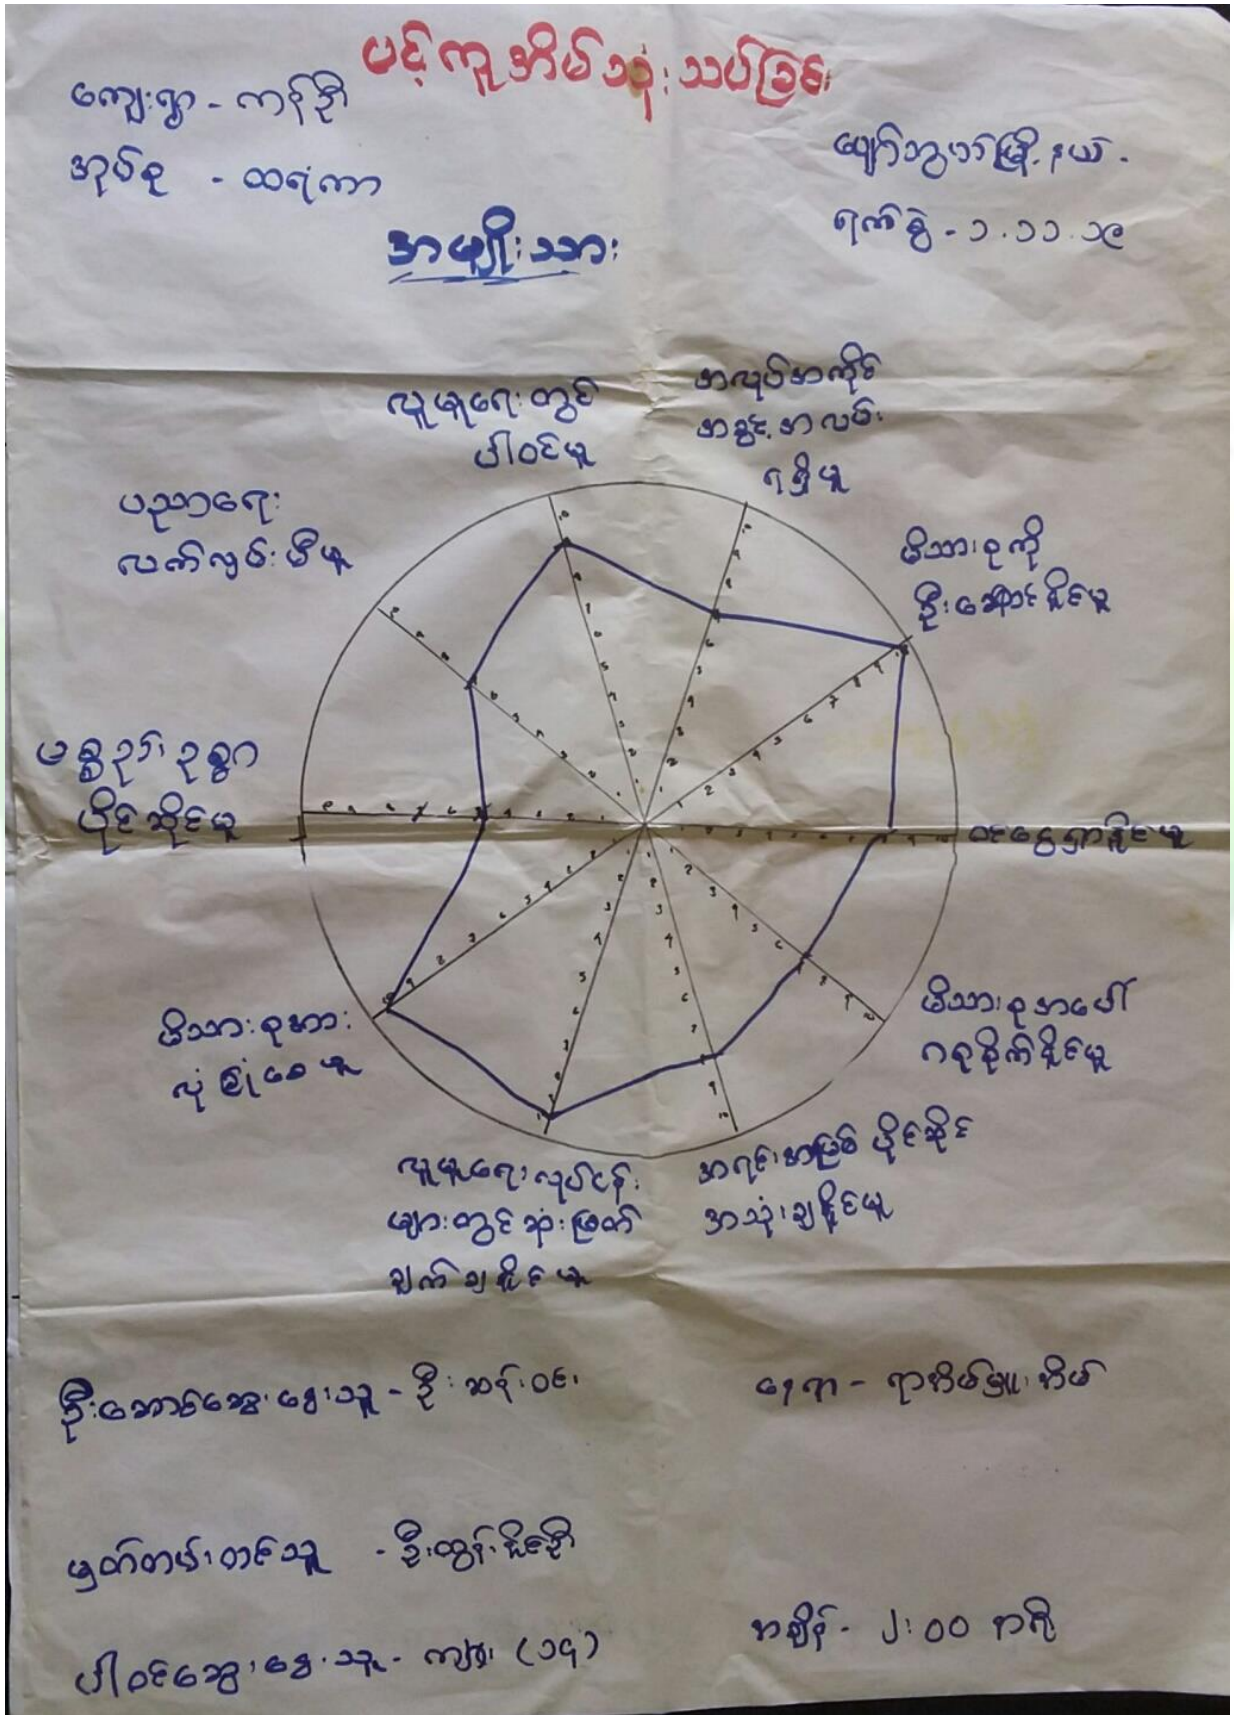 ပင့်ကူအိမ်သုံးသပ်ခြင်း
ကျေးရွာ - ကန်ဦး
အုပ်စု - ထရံကာ
ပျော်ဘွယ်မြို့နယ်.
ရက်စွဲ - ၁.၁၁.၁၉
အမျိုးသား
လူမှုရေးတွင်
ပါဝင်မှု
အလုပ်အကိုင်
အခွင့်အလမ်း
ရရှိမှု
ပညာရေး
လက်လှမ်းမီမှု
မိသားစုကို
ဦးဆောင်နိုင်မှု
ပစ္စည်းဥစ္စာ
ပိုင်ဆိုင်မှု
ဝင်ငွေရှာနိုင်မှု
မိသားစုအား
လုံခြုံစေမှု
မိသားစုအပေါ်
ဂရုစိုက်နိုင်မှု
လူမှုရေးလုပ်ငန်း
များတွင်ဆုံးဖြတ်
ချက်ချနိုင်မှု
အရင်းအမြစ် ပိုင်ဆိုင်
အသုံးချနိုင်မှု
ဦးဆောင်ဆွေးနွေးသူ - ဦးဆန်းဝင်း
နေရာ - ရာအိမ်မှူးအိမ်
မှတ်တမ်းတင်သူ - ဦးထွန်းနိုင်ဦး
အချိန် - ၂:၀၀ နာရီ
ပါဝင်ဆွေးနွေးသူ - ကျား (၁၄)